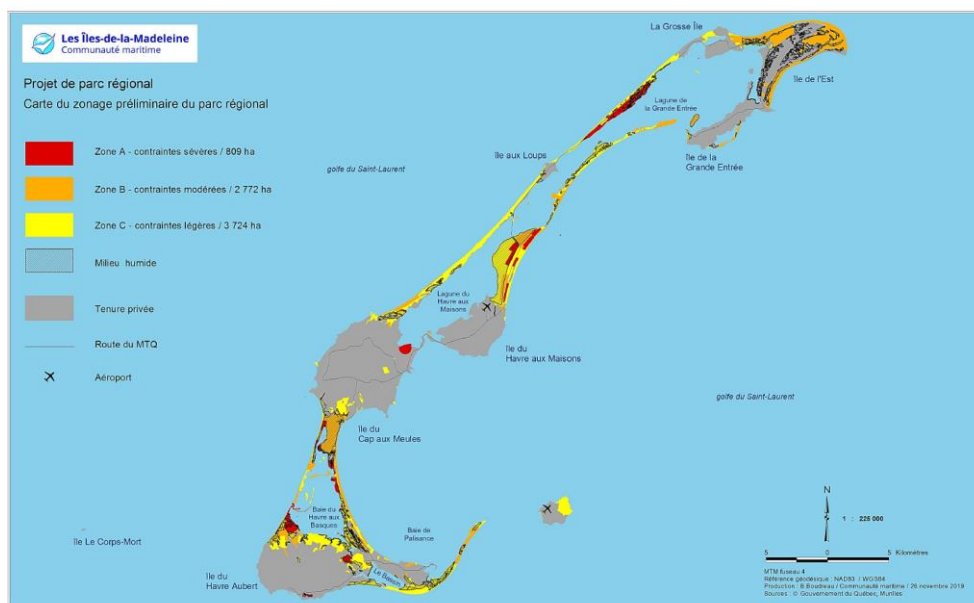 Les Îles-de-la-Madeleine
Communauté maritime
Projet de parc régional
Carte du zonage préliminaire du parc régional
Zone A - contraintes sévères / 809 ha
Zone B - contraintes modérées / 2 772 ha
Zone C - contraintes légères / 3 724 ha
Milieu humide
Tenure privée
Route du MTQ
Aéroport
La Grosse Île
Île de l'Est
Lagune de
la Grande Entrée
Île de la
Grande Entrée
Île aux Loups
golfe du Saint-Laurent
Lagune du
Havre aux
Maisons
Île du
Havre aux Maisons
golfe du Saint-Laurent
Île du
Cap aux Meules
Baie du
Havre aux
Basques
Baie de
Plaisance
Île Le Corps-Mort
Le Bassin
Île du
Havre Aubert
N
1 : 225 000
5 0 5 Kilomètres
MTM fuseau 4
Référence géodésique : NAD83 / WGS84
Production : B.Boudreau / Communauté maritime / 26 novembre 2019
Sources : © Gouvernement du Québec, Munîles